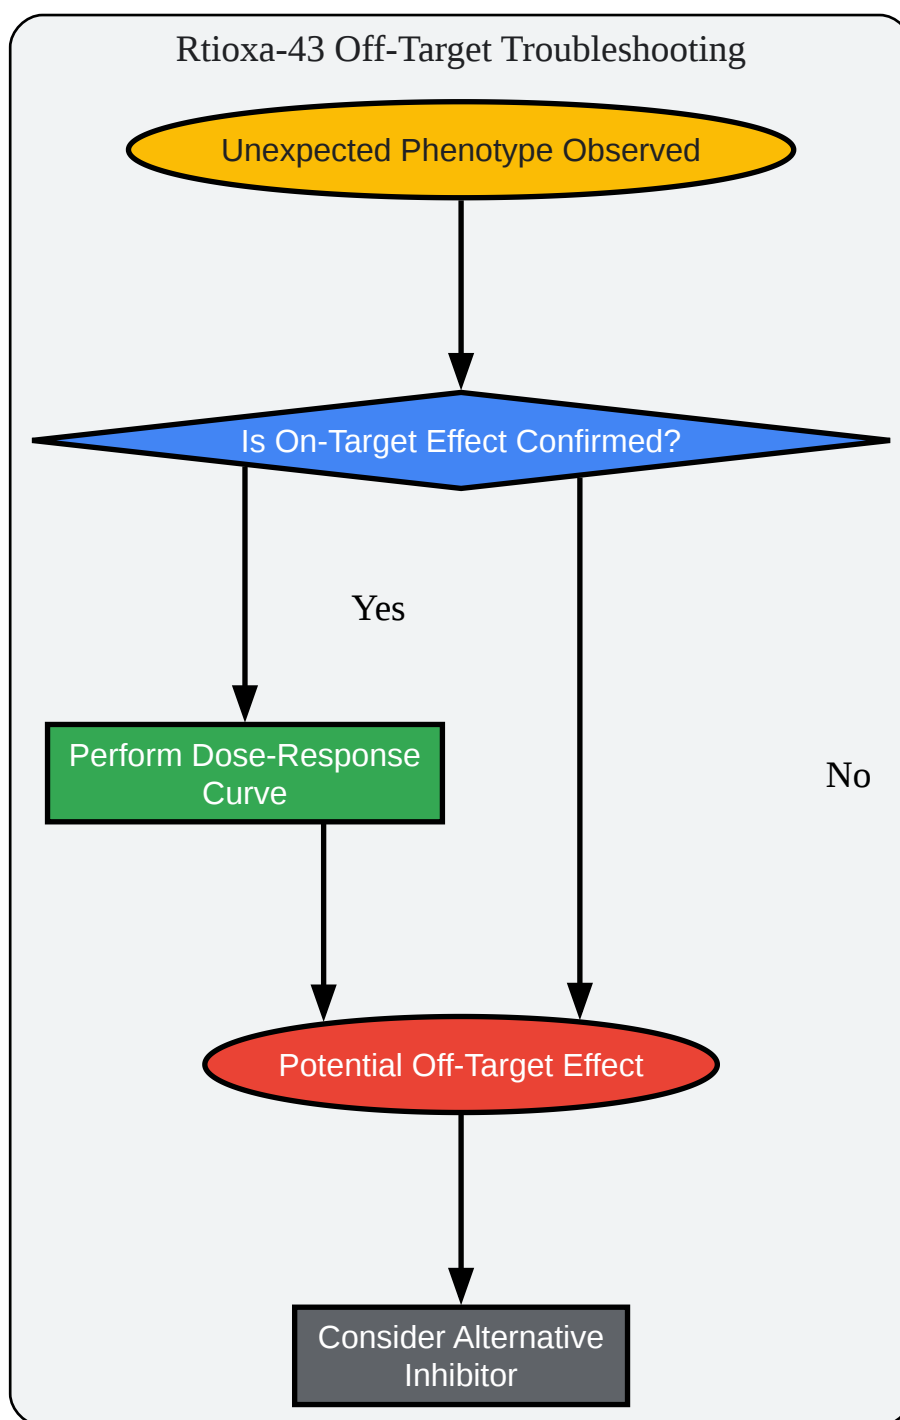 Rtioxa-43 Off-Target Troubleshooting
Unexpected Phenotype Observed
Is On-Target Effect Confirmed?
Yes
Perform Dose-Response
Curve
No
Potential Off-Target Effect
Consider Alternative
Inhibitor